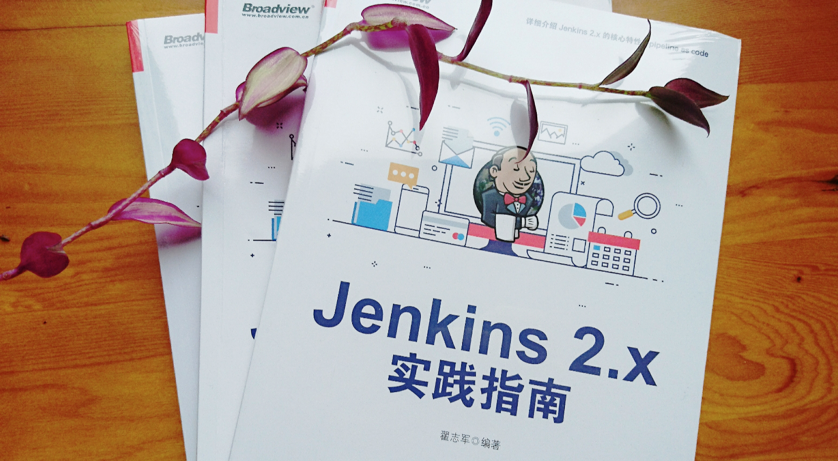 Broadview®
www.broadview.com.cn
Broadview
详细介绍 Jenkins 2.x 的核心特性 Pipeline as code
Jenkins 2.x
实践指南
翟志军◎编著